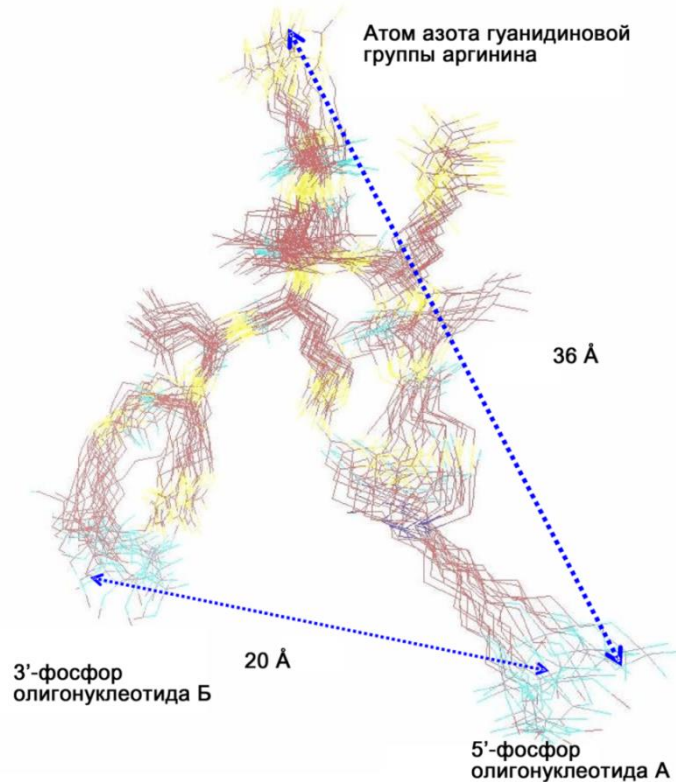 Атом азота гуанидиновой
группы аргинина
36 Å
3’-фосфор
олигонуклеотида Б
20 Å
5’-фосфор
олигонуклеотида А